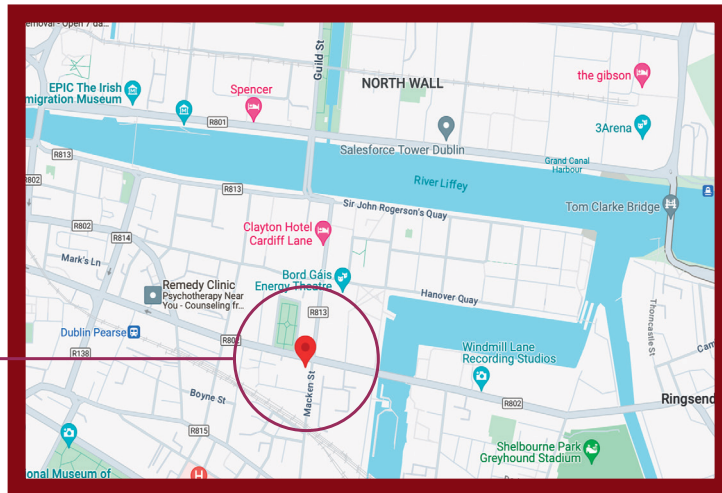 emoval - Open 7 da...
EPIC The Irish
migration Museum
Spencer
Guild St
NORTH WALL
the gibson
3Arena
R801
Salesforce Tower Dublin
Grand Canal
Harbour
R813
R802
R813
River Liffey
Sir John Rogerson's Quay
Tom Clarke Bridge
R802
R814
Clayton Hotel
Cardiff Lane
Mark's Ln
Bord Gáis
Energy Theatre
Remedy Clinic
Psychotherapy Near
You - Counseling fr...
Hanover Quay
R813
Thorncastle St
Dublin Pearse
R802
R138
Cam
Windmill Lane
Recording Studios
Macken St
Boyne St
R802
Ringsend
R815
Shelbourne Park
Greyhound Stadium
onal Museum of
H